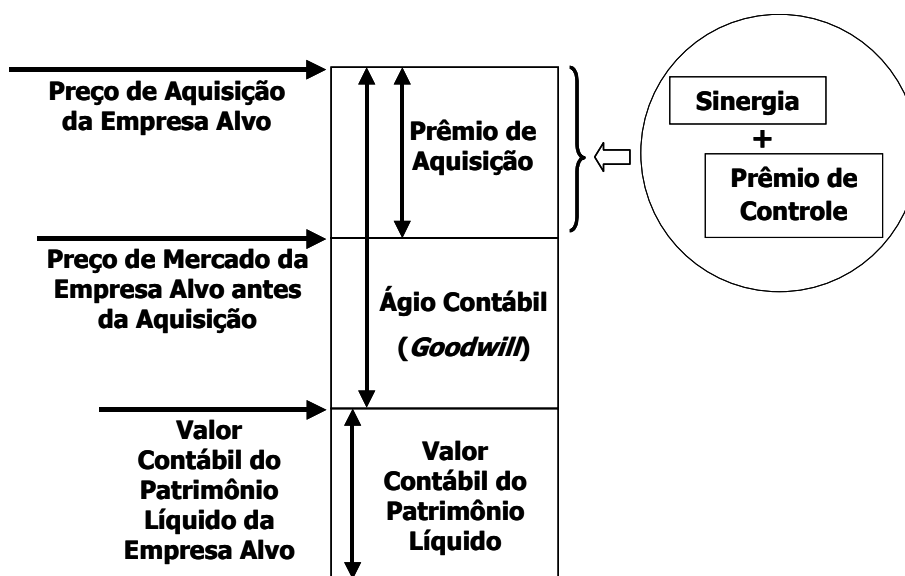 Preço de Aquisição
da Empresa Alvo
Prêmio de
Aquisição
Sinergia
+
Prêmio de
Controle
Preço de Mercado da
Empresa Alvo antes
da Aquisição
Ágio Contábil
(Goodwill)
Valor
Contábil do
Patrimônio
Líquido da
Empresa Alvo
Valor
Contábil do
Patrimônio
Líquido